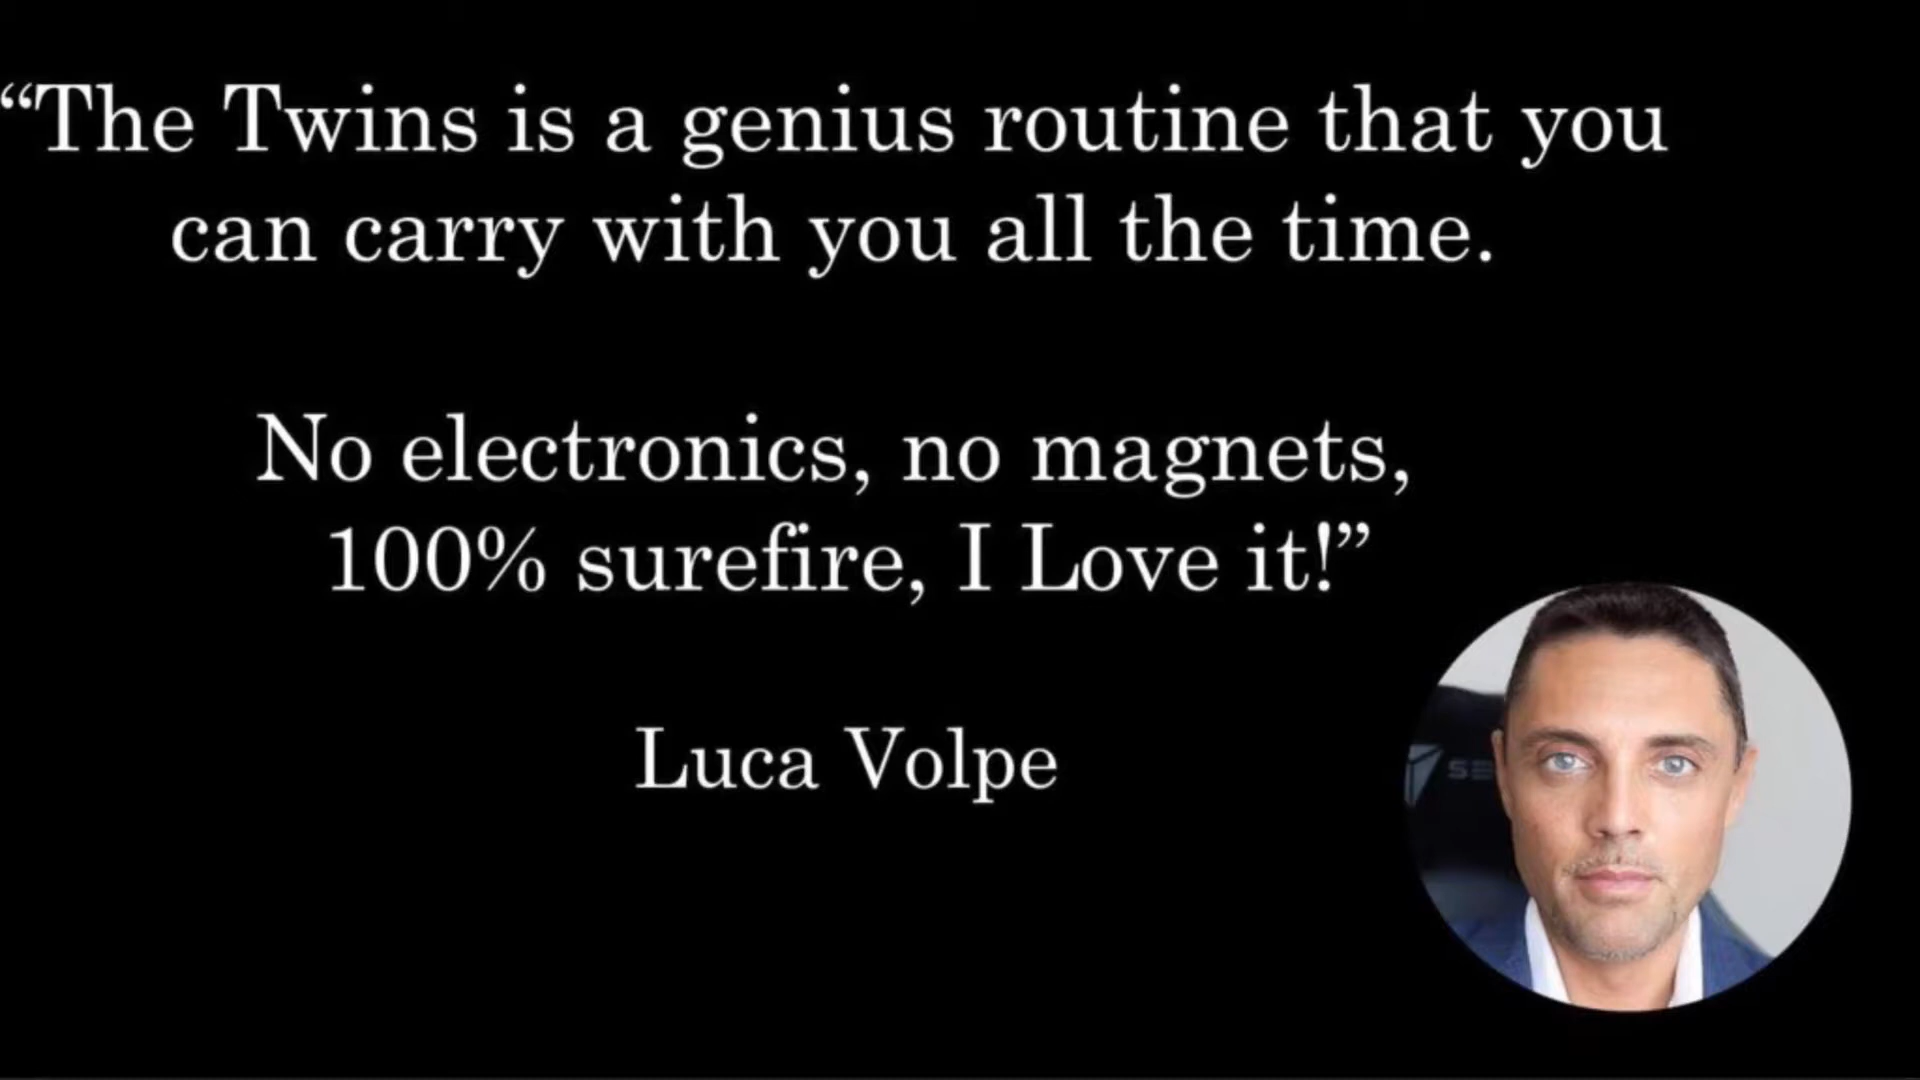 “The Twins is a genius routine that you
can carry with you all the time.
No electronics, no magnets,
100% surefire, I Love it!”
Luca Volpe